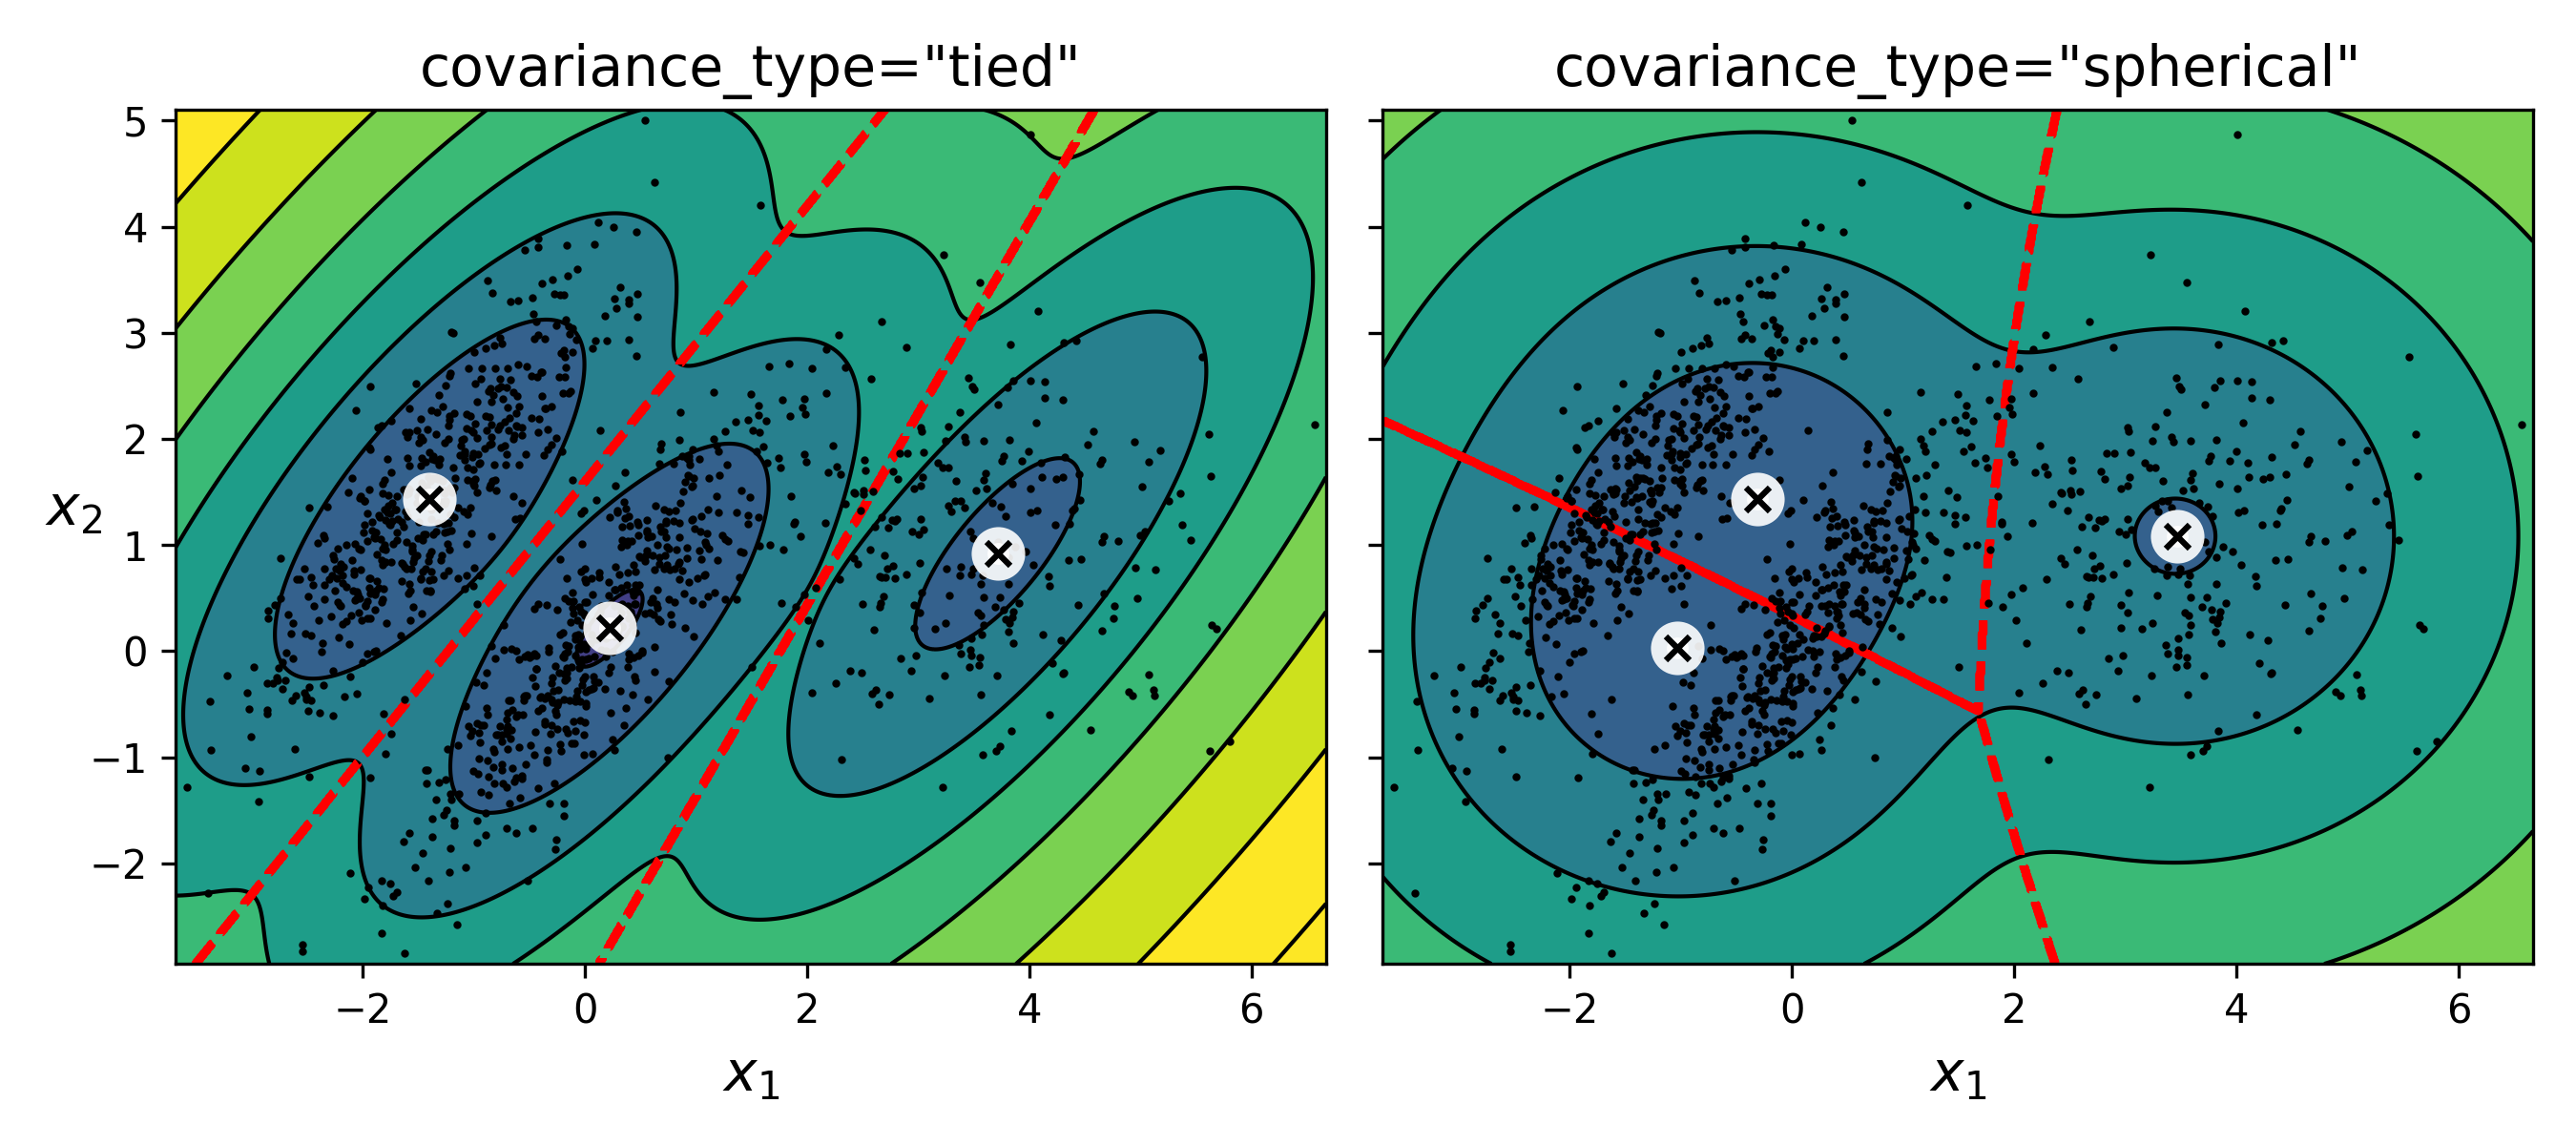 covariance_type="tied"
covariance_type="spherical"
5
4
3
2
1
0
−1
−2
x₂
−2 0 2 4 6
−2 0 2 4 6
x₁
x₁